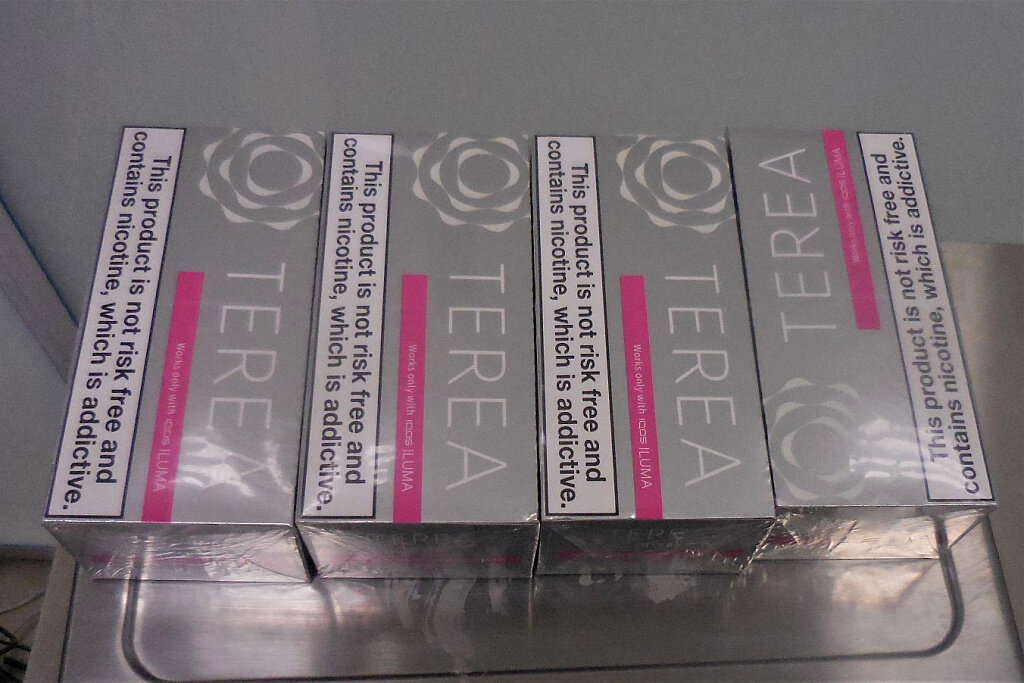 This product is not risk free and
contains nicotine, which is addictive.
Works only with IQOS ILUMA
TEREA
This product is not risk free and
contains nicotine, which is addictive.
Works only with IQOS ILUMA
TEREA
This product is not risk free and
contains nicotine, which is addictive.
Works only with IQOS ILUMA
TEREA
TEREA
Works only with IQOS ILUMA
This product is not risk free and
contains nicotine, which is addictive.
TEREA
TEREA